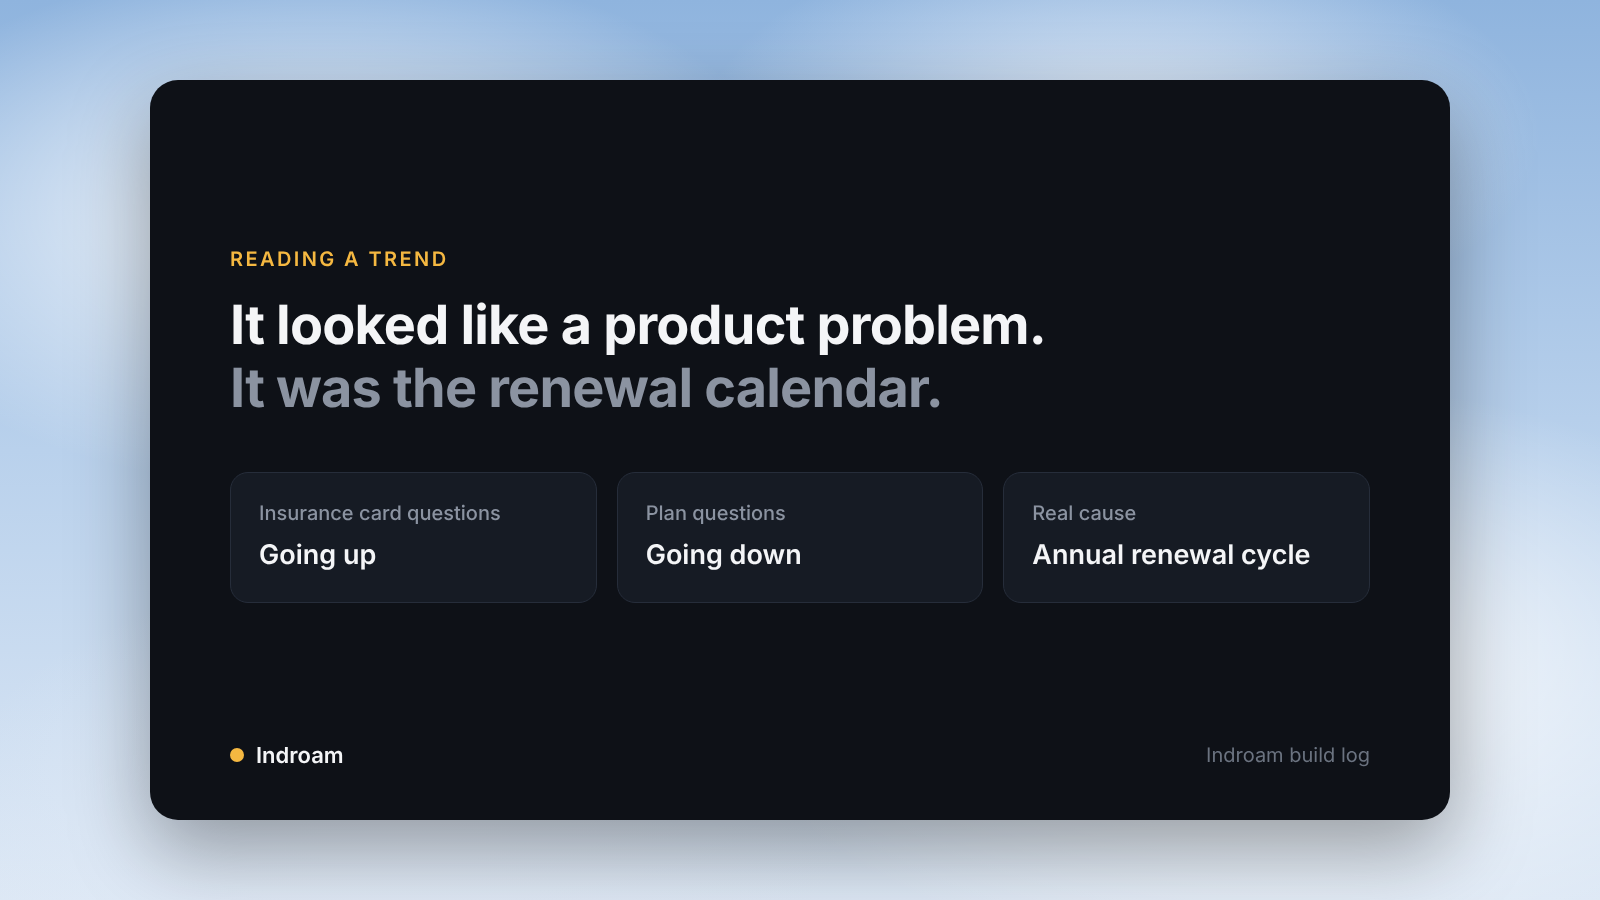 READING A TREND
It looked like a product problem.
It was the renewal calendar.
Insurance card questions
Going up
Plan questions
Going down
Real cause
Annual renewal cycle
Indroam
Indroam build log